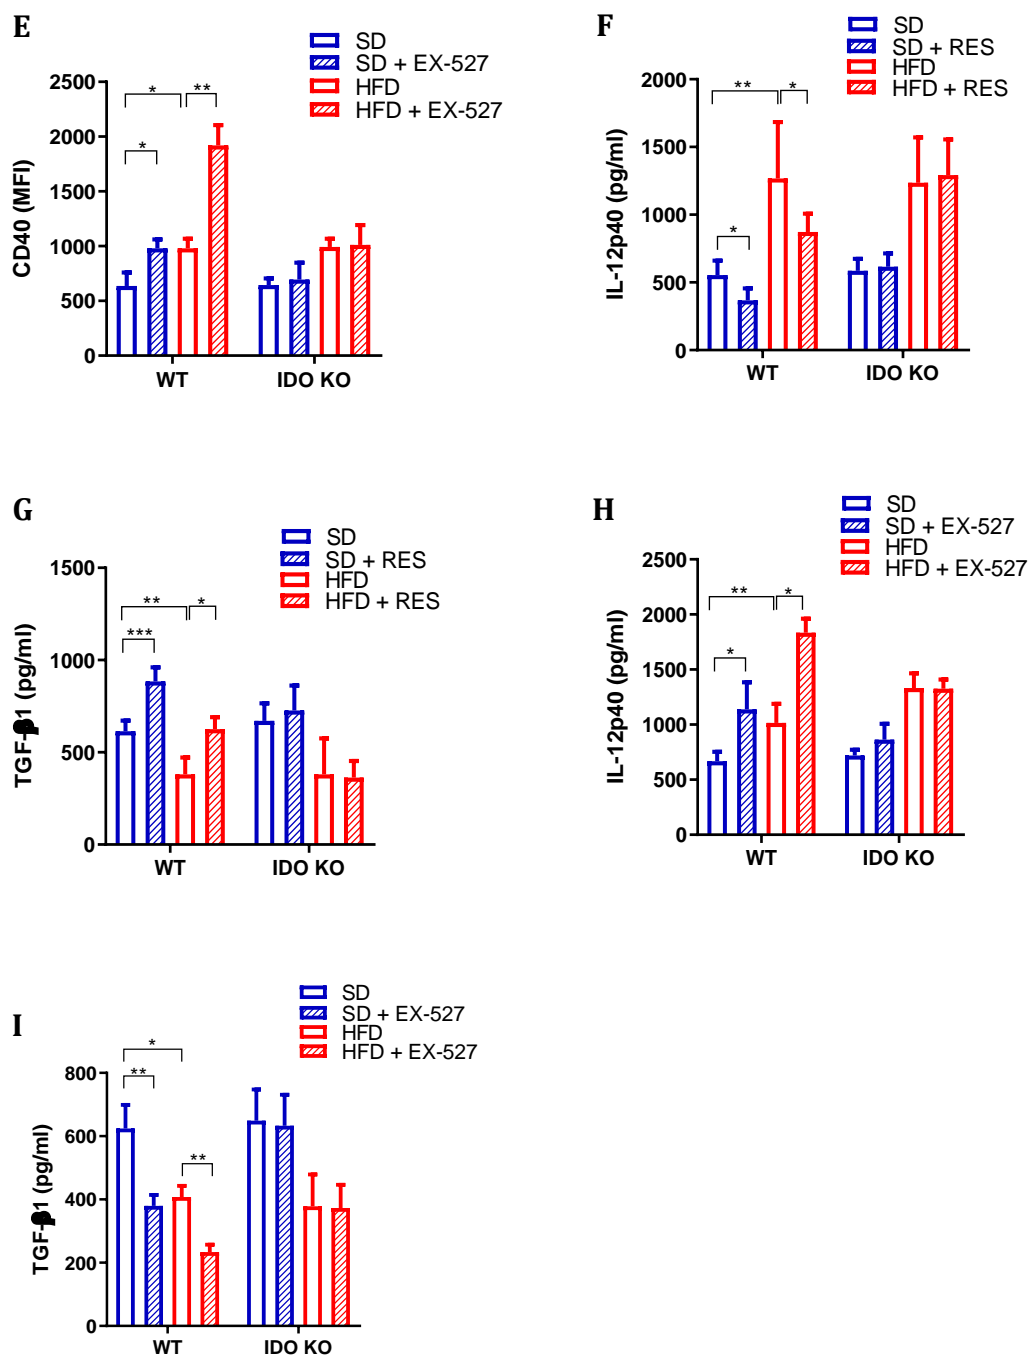 E
SD
SD + EX-527
HFD
HFD + EX-527
CD40 (MFI)
2500
2000
1500
1000
500
0
*
**
*
WT
IDO KO
F
SD
SD + RES
HFD
HFD + RES
IL-12p40 (pg/ml)
2000
1500
1000
500
0
**
*
*
WT
IDO KO
G
SD
SD + RES
HFD
HFD + RES
TGF-β1 (pg/ml)
1500
1000
500
0
**
*
***
WT
IDO KO
H
SD
SD + EX-527
HFD
HFD + EX-527
IL-12p40 (pg/ml)
2500
2000
1500
1000
500
0
**
*
*
WT
IDO KO
I
SD
SD + EX-527
HFD
HFD + EX-527
TGF-β1 (pg/ml)
800
600
400
200
0
*
**
**
WT
IDO KO